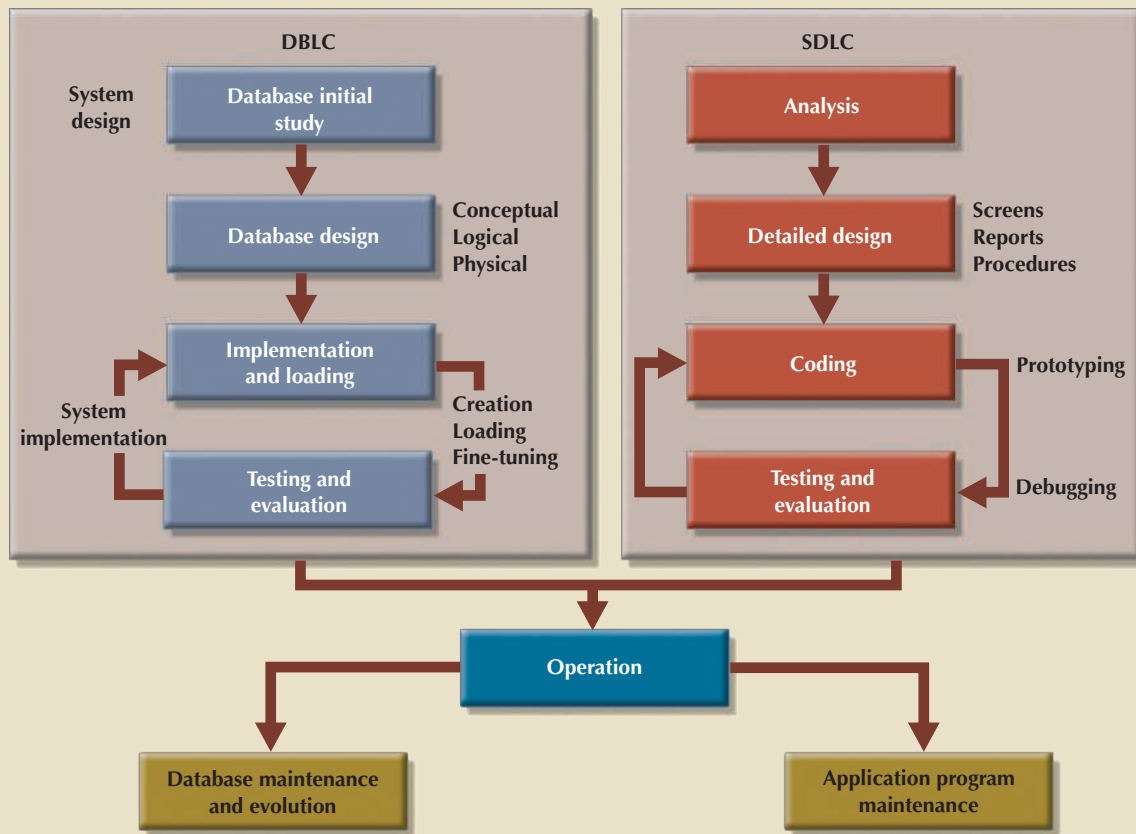 DBLC
System
design
Database initial
study
Database design
Conceptual
Logical
Physical
Implementation
and loading
System
implementation
Creation
Loading
Fine-tuning
Testing and
evaluation
SDLC
Analysis
Detailed design
Screens
Reports
Procedures
Coding
Prototyping
Testing and
evaluation
Debugging
Operation
Database maintenance
and evolution
Application program
maintenance